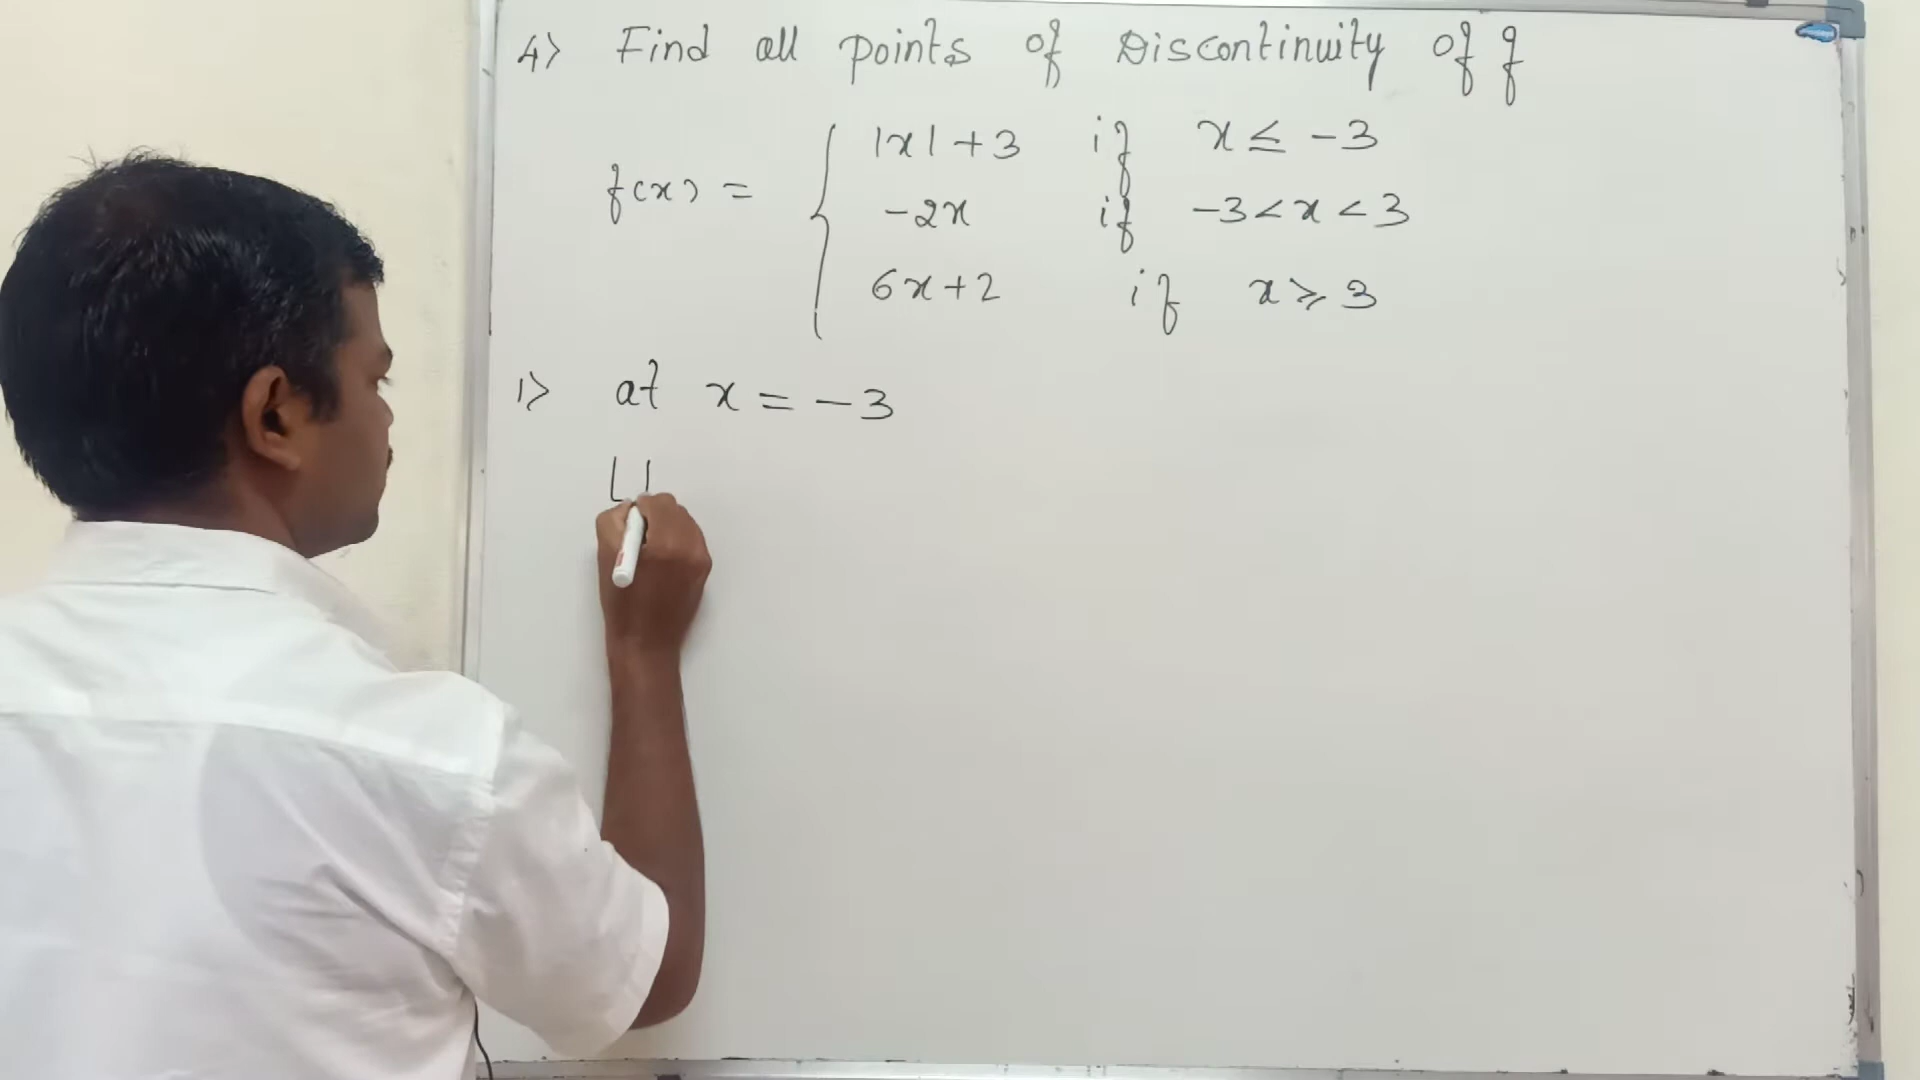 4) Find all points of Discontinuity of f
f(x) = { |x| + 3 if x ≤ -3
-2x if -3 < x < 3
6x + 2 if x ≥ 3
1) at x = -3